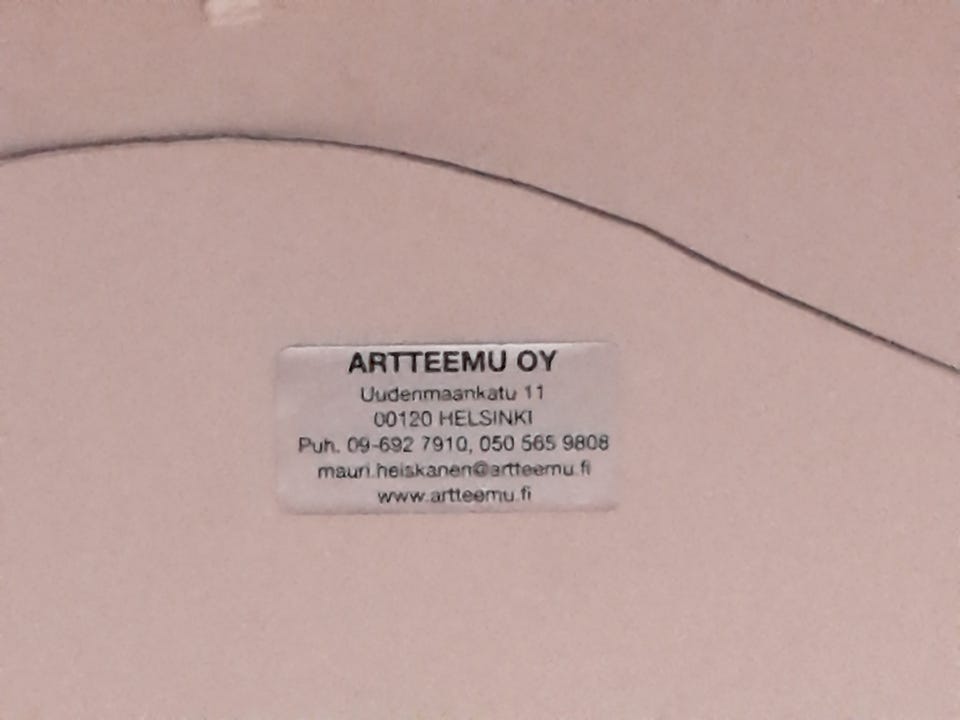 ARTTEEMU OY
Uudenmaankatu 11
00120 HELSINKI
Puh. 09-692 7910, 050 565 9808
mauri.heiskanen@artteemu.fi
www.artteemu.fi